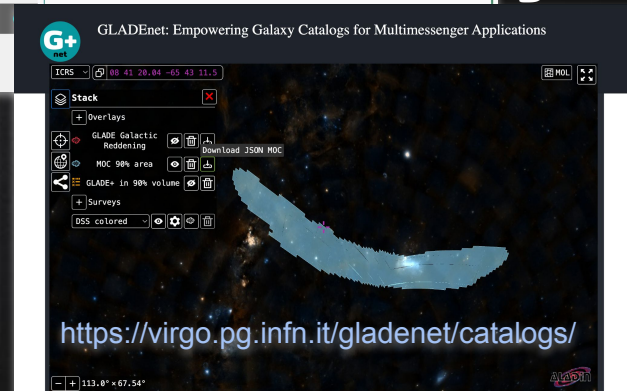 GLADEnet: Empowering Galaxy Catalogs for Multimessenger Applications
G+
net
ICRS 08 41 20.04 -65 43 11.5
MOL
Stack
Overlays
GLADE Galactic
Reddening
Download JSON MOC
MOC 90% area
GLADE+ in 90% volume
Surveys
DSS colored
https://virgo.pg.infn.it/gladenet/catalogs/
113.0° × 67.54°
ALADIN